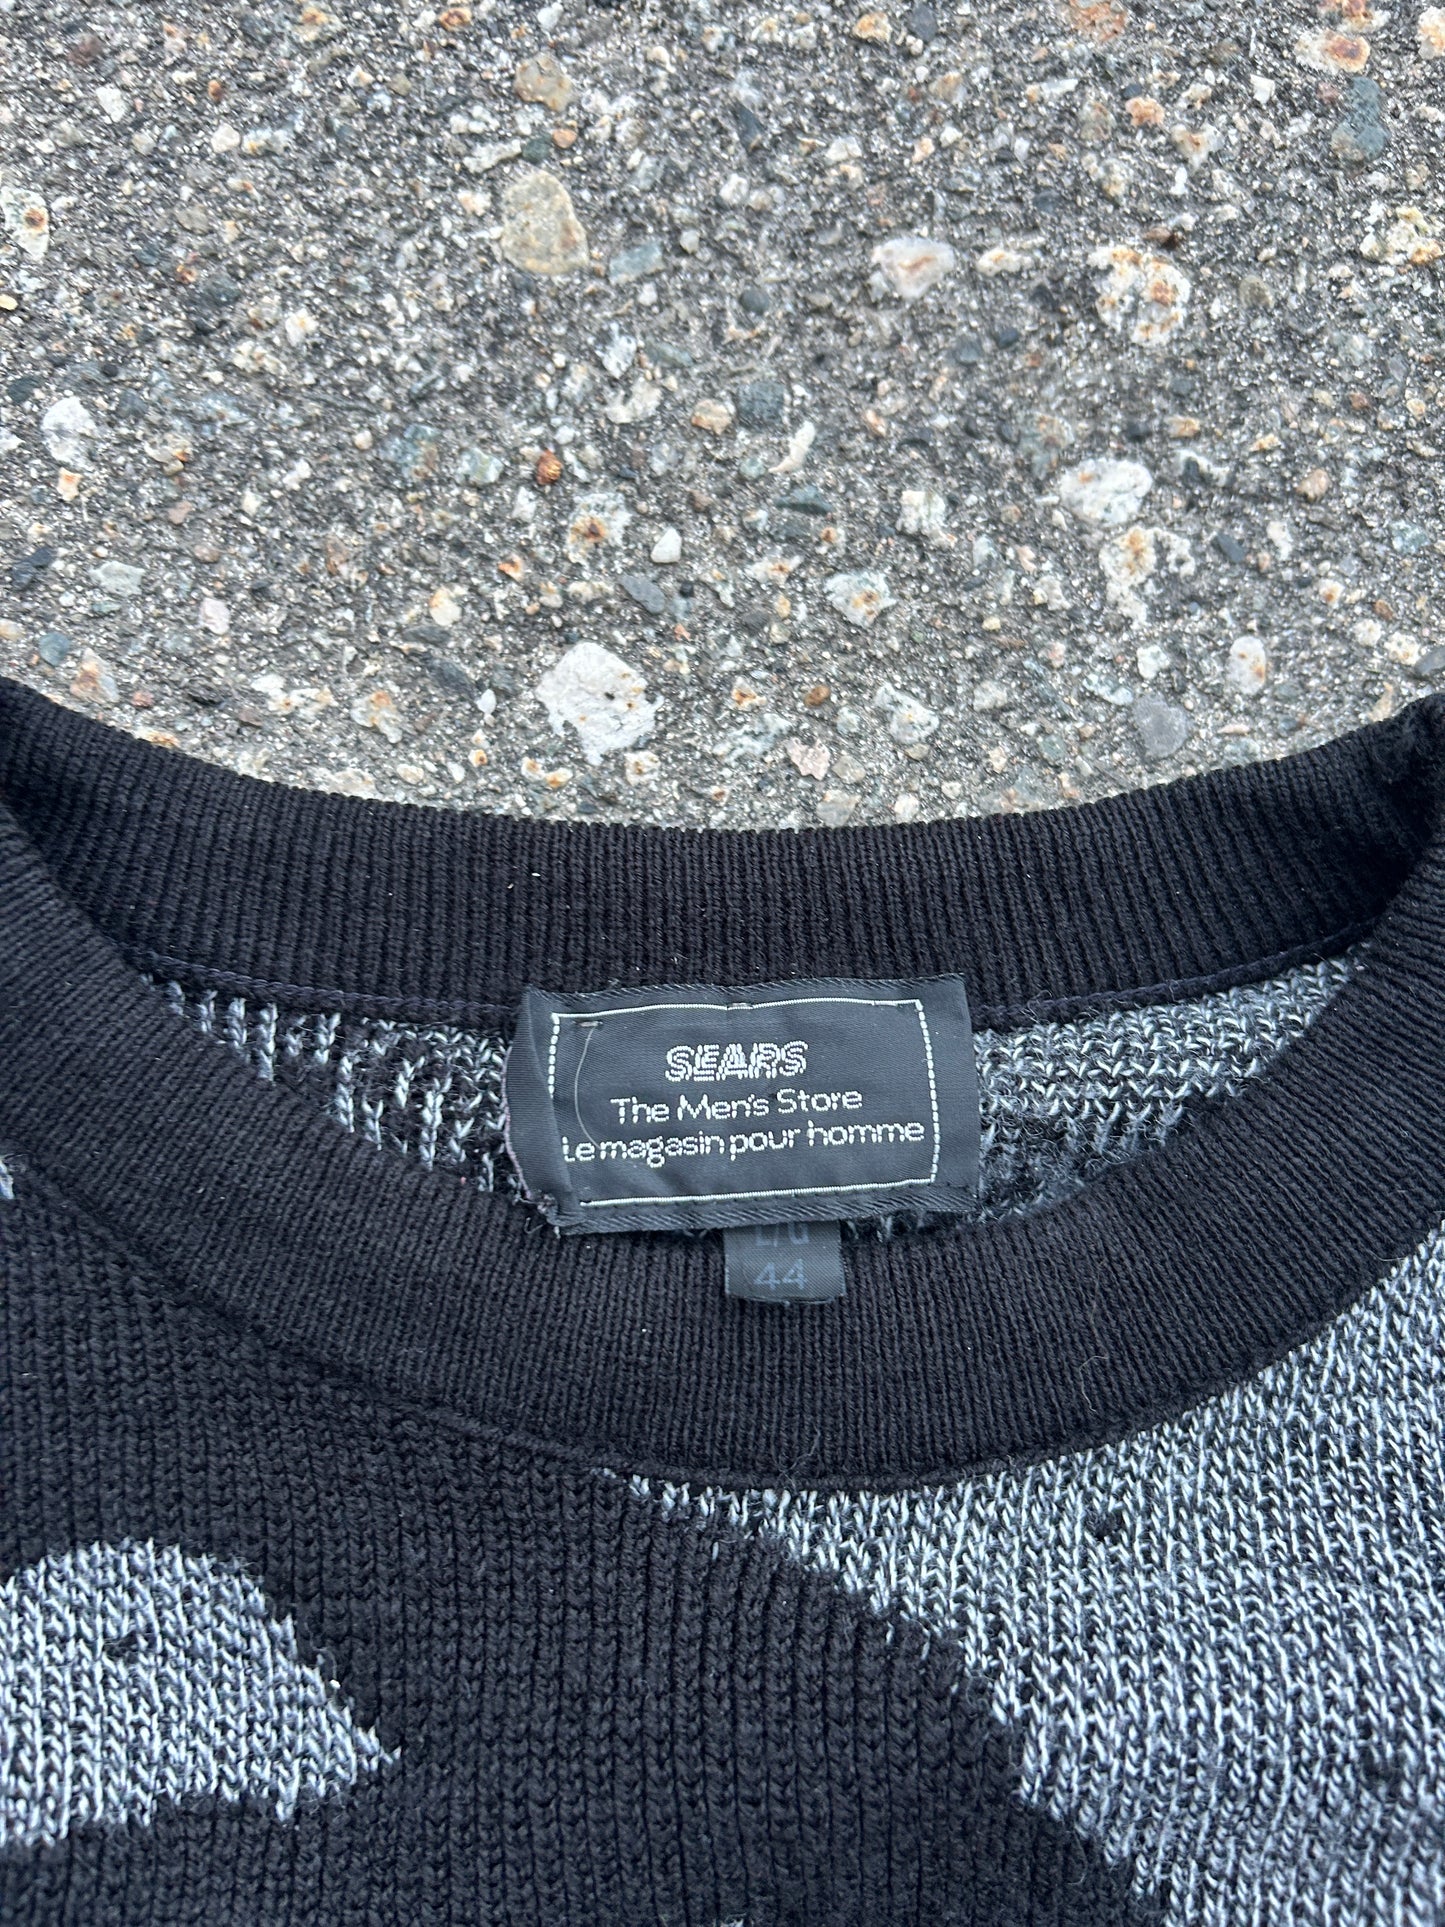 SEARS
The Men's Store
Le magasin pour homme
L/G
44